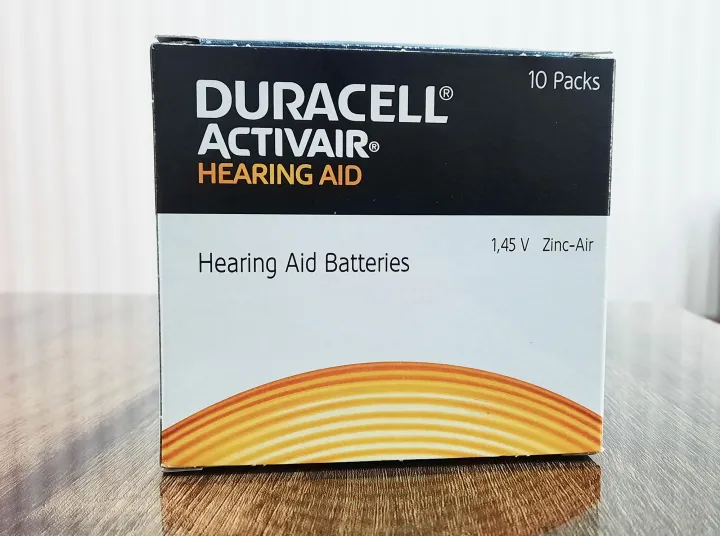 10 Packs
DURACELL®
ACTIVAIR®
HEARING AID
1,45 V Zinc-Air
Hearing Aid Batteries